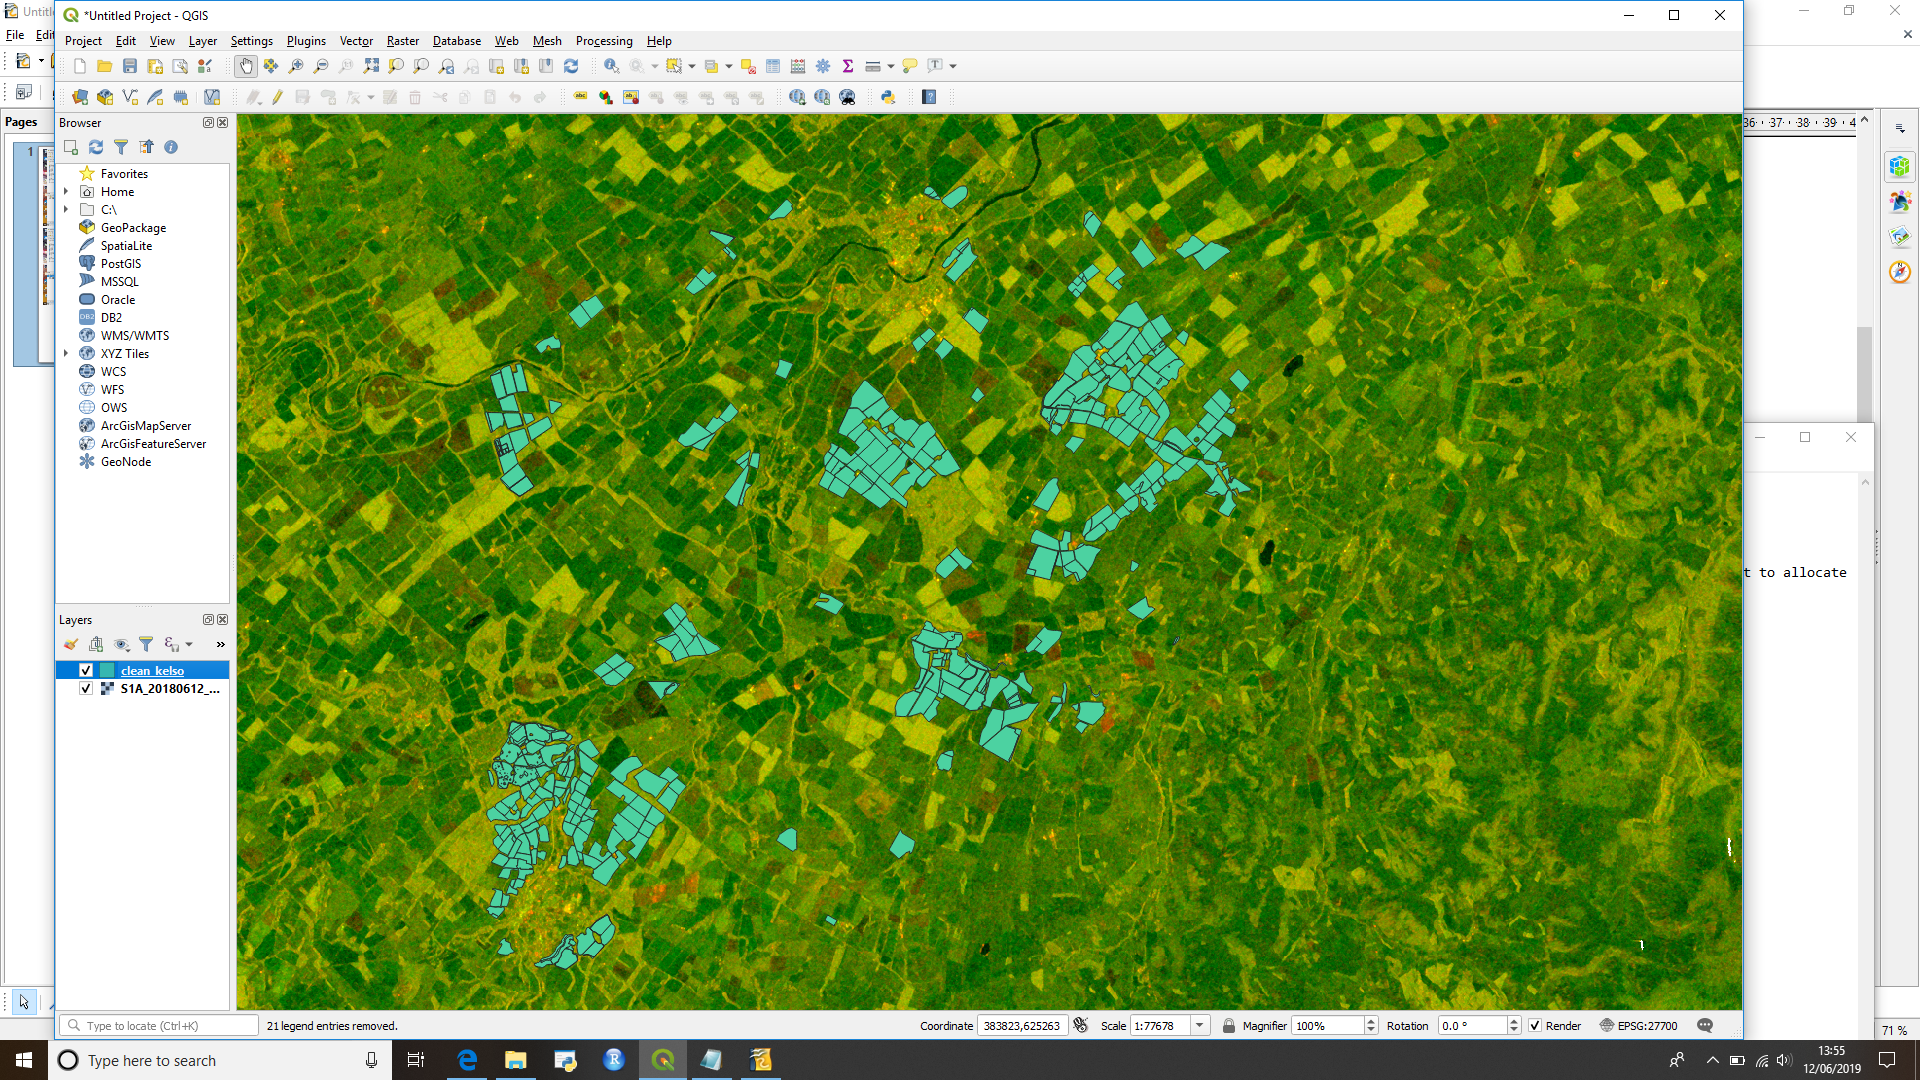 *Untitled Project - QGIS
File
Project Edit View Layer Settings Plugins Vector Raster Database Web Mesh Processing Help
Pages
1
Browser
Favorites
Home
C:\
GeoPackage
SpatiaLite
PostGIS
MSSQL
Oracle
DB2
WMS/WMTS
XYZ Tiles
WCS
WFS
OWS
ArcGisMapServer
ArcGisFeatureServer
GeoNode
Layers
clean_kelso
S1A_20180612_...
Type to locate (Ctrl+K)
21 legend entries removed.
Coordinate 383823,625263
Scale 1:77678
Magnifier 100%
Rotation 0.0 °
Render
EPSG:27700
37 38 39
t to allocate
71 %
Type here to search
13:55
12/06/2019